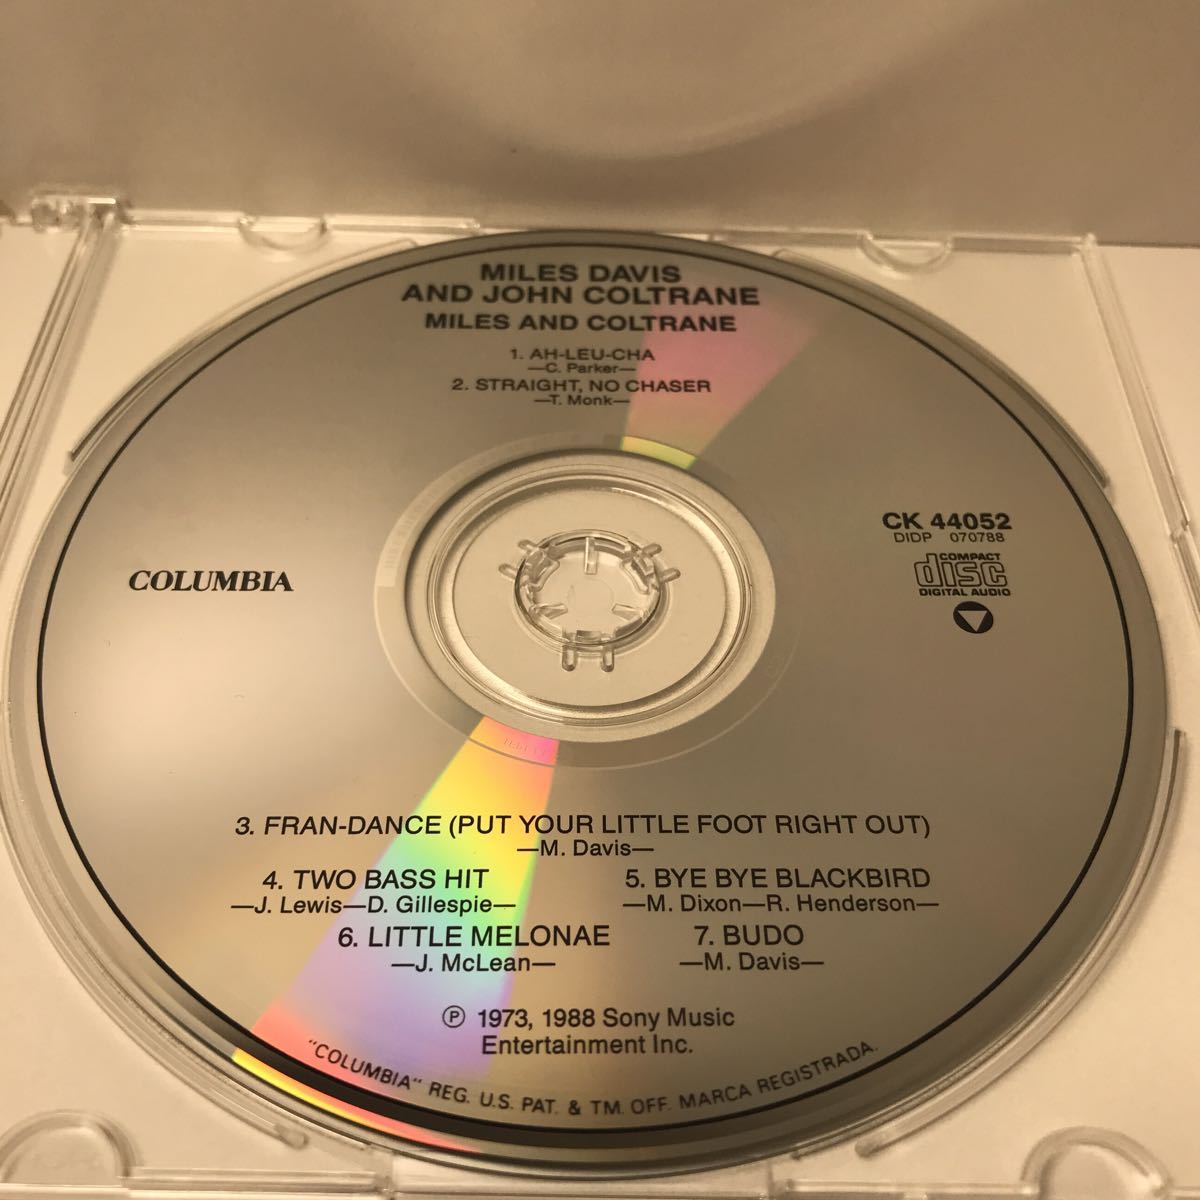 MILES DAVIS
AND JOHN COLTRANE
MILES AND COLTRANE
1. AH-LEU-CHA
—C. Parker—
2. STRAIGHT, NO CHASER
—T. Monk—
CK 44052
DIDP 070788
COMPACT
disc
DIGITAL AUDIO
COLUMBIA
3. FRAN-DANCE (PUT YOUR LITTLE FOOT RIGHT OUT)
—M. Davis—
4. TWO BASS HIT
—J. Lewis—D. Gillespie—
5. BYE BYE BLACKBIRD
—M. Dixon—R. Henderson—
6. LITTLE MELONAE
—J. McLean—
7. BUDO
—M. Davis—
℗ 1973, 1988 Sony Music
Entertainment Inc.
"COLUMBIA" REG. U.S. PAT. & TM. OFF. MARCA REGISTRADA.